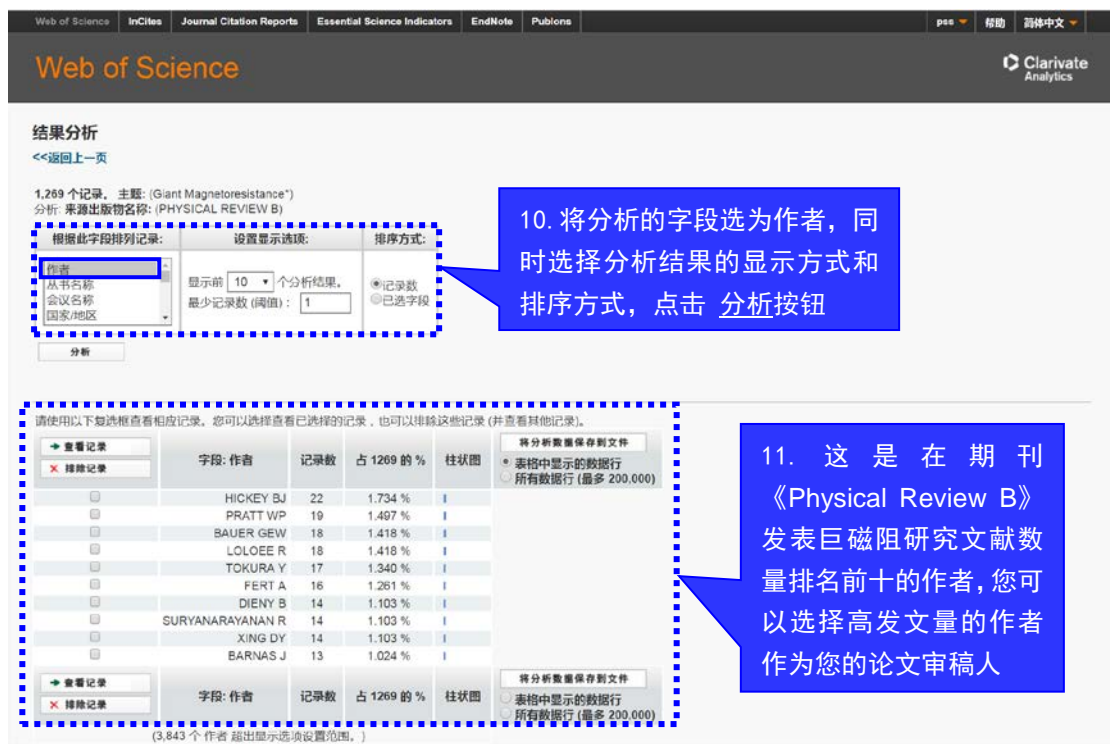 Web of Science InCites Journal Citation Reports Essential Science Indicators EndNote Publons pss 帮助 简体中文
Web of Science
Clarivate
Analytics
结果分析
<<返回上一页
1,269 个记录。 主题: (Giant Magnetoresistance*)
分析: 来源出版物名称: (PHYSICAL REVIEW B)
根据此字段排列记录: 设置显示选项: 排序方式:
作者
丛书名称
会议名称
国家/地区
显示前 10 个分析结果。
最少记录数 (阈值): 1
记录数
已选字段
分析
10.将分析的字段选为作者，同
时选择分析结果的显示方式和
排序方式，点击 分析按钮
请使用以下复选框查看相应记录。您可以选择查看已选择的记录，也可以排除这些记录 (并查看其他记录)。
查看记录
排除记录
字段: 作者 记录数 占 1269 的 % 柱状图
将分析数据保存到文件
表格中显示的数据行
所有数据行 (最多 200,000)
HICKEY BJ 22 1.734 %
PRATT WP 19 1.497 %
BAUER GEW 18 1.418 %
LOLOEE R 18 1.418 %
TOKURA Y 17 1.340 %
FERT A 16 1.261 %
DIENY B 14 1.103 %
SURYANARAYANAN R 14 1.103 %
XING DY 14 1.103 %
BARNAS J 13 1.024 %
查看记录
排除记录
字段: 作者 记录数 占 1269 的 % 柱状图
将分析数据保存到文件
表格中显示的数据行
所有数据行 (最多 200,000)
(3,843 个 作者 超出显示选项设置范围。)
11. 这是在期刊
《Physical Review B》
发表巨磁阻研究文献数
量排名前十的作者，您可
以选择高发文量的作者
作为您的论文审稿人